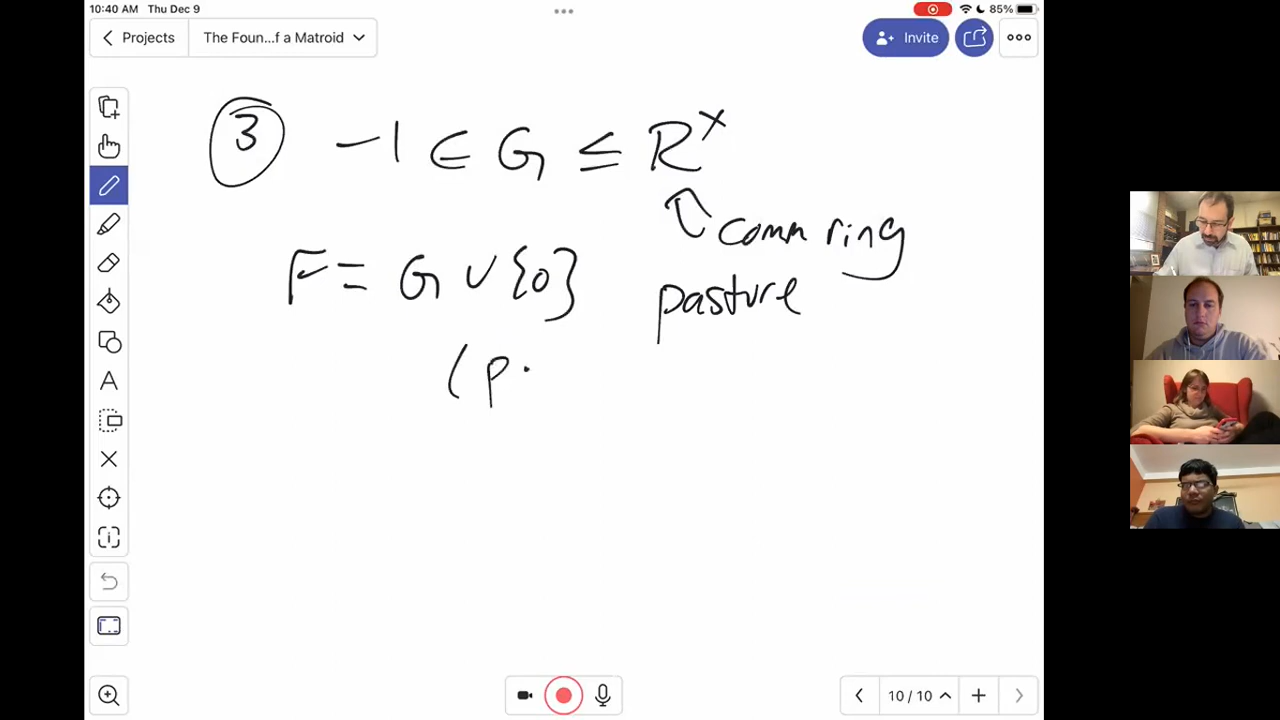 10:40 AM Thu Dec 9
85%
Projects
The Foun...f a Matroid
Invite
③ -1 ∈ G ≤ R^×
comm ring
F = G ∪ {0} pasture
(p.
A
10 / 10